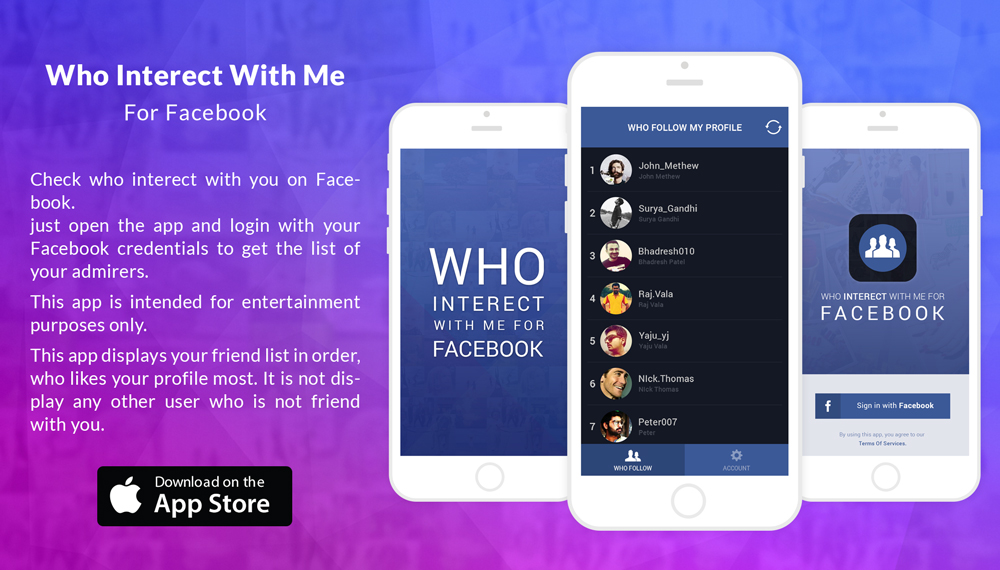 Who Interect With Me
For Facebook
Check who interect with you on Face-
book.
just open the app and login with your
Facebook credentials to get the list of
your admirers.
This app is intended for entertainment
purposes only.
This app displays your friend list in order,
who likes your profile most. It is not dis-
play any other user who is not friend
with you.
Download on the
App Store
WHO
INTERECT
WITH ME FOR
FACEBOOK
WHO FOLLOW MY PROFILE
1 John_Methew
John Methew
2 Surya_Gandhi
Surya Gandhi
3 Bhadresh010
Bhadresh Patel
4 Raj.Vala
Raj Vala
5 Yaju_yj
Yaju Vala
6 NIck.Thomas
Nick Thomas
7 Peter007
Peter
WHO FOLLOW
ACCOUNT
WHO INTERECT WITH ME FOR
FACEBOOK
f Sign in with Facebook
By using this app, you agree to our
Terms Of Services.